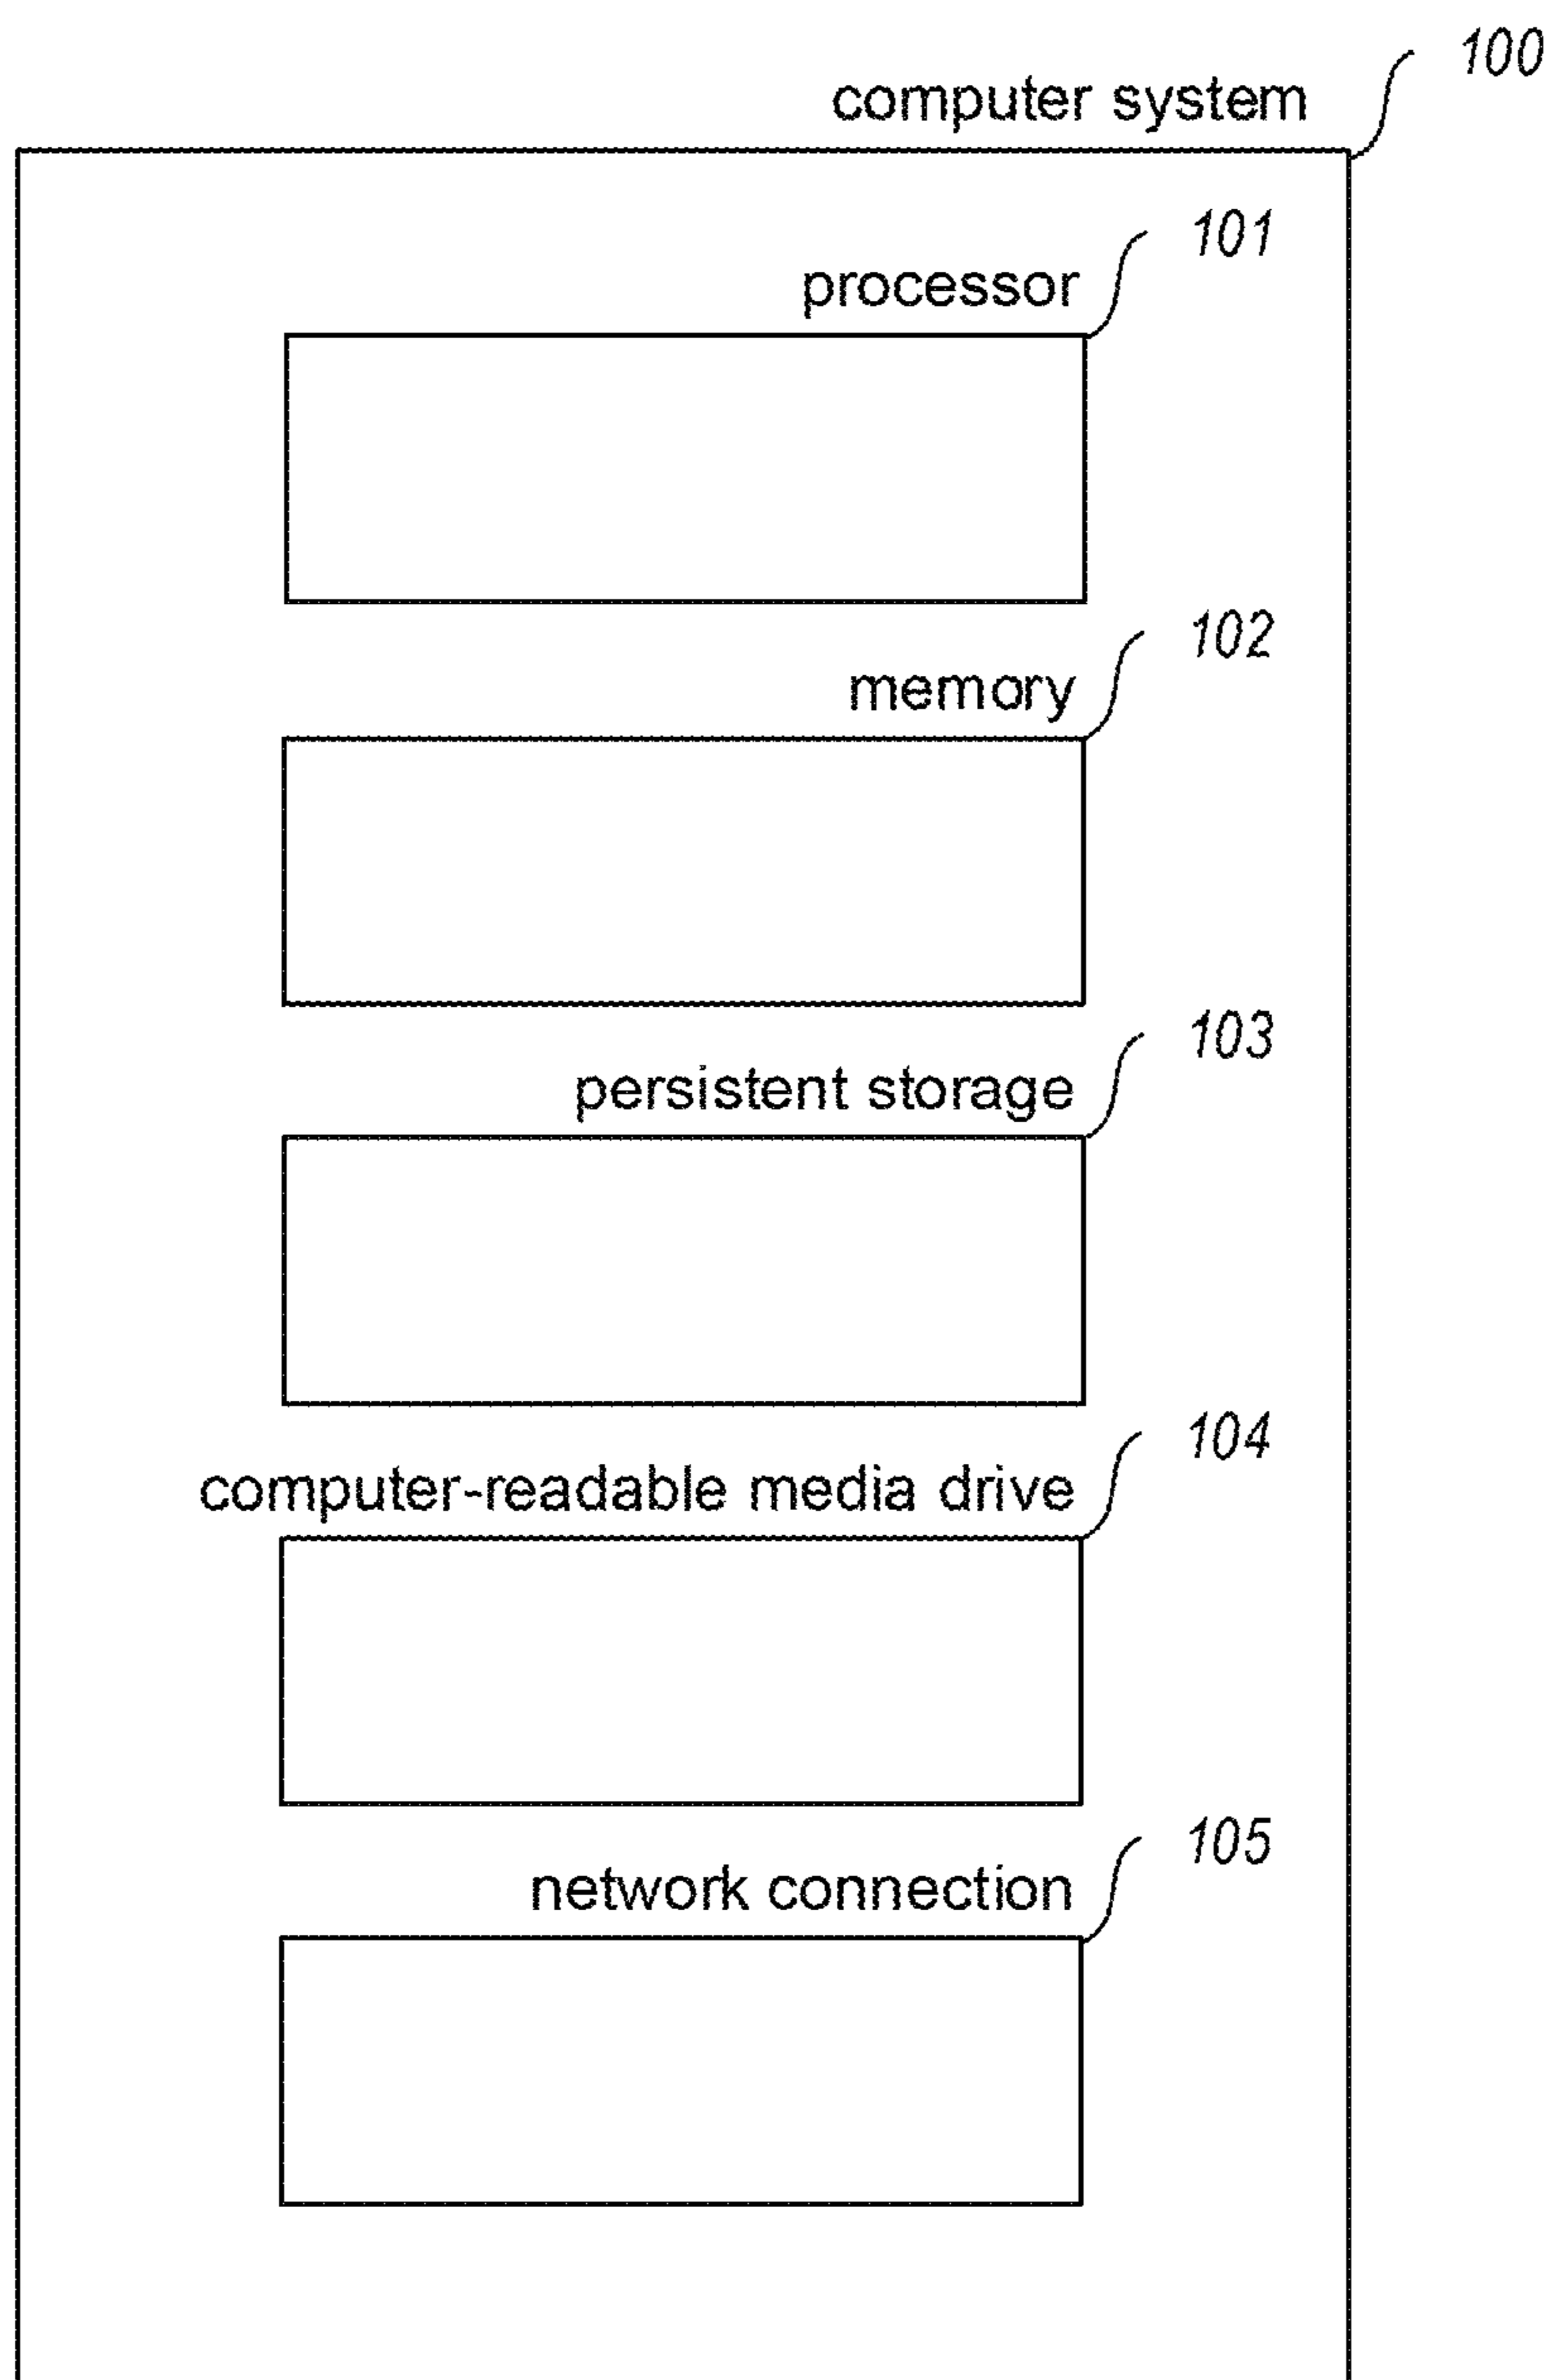 100
computer system
101
processor
102
memory
103
persistent storage
104
computer-readable media drive
105
network connection